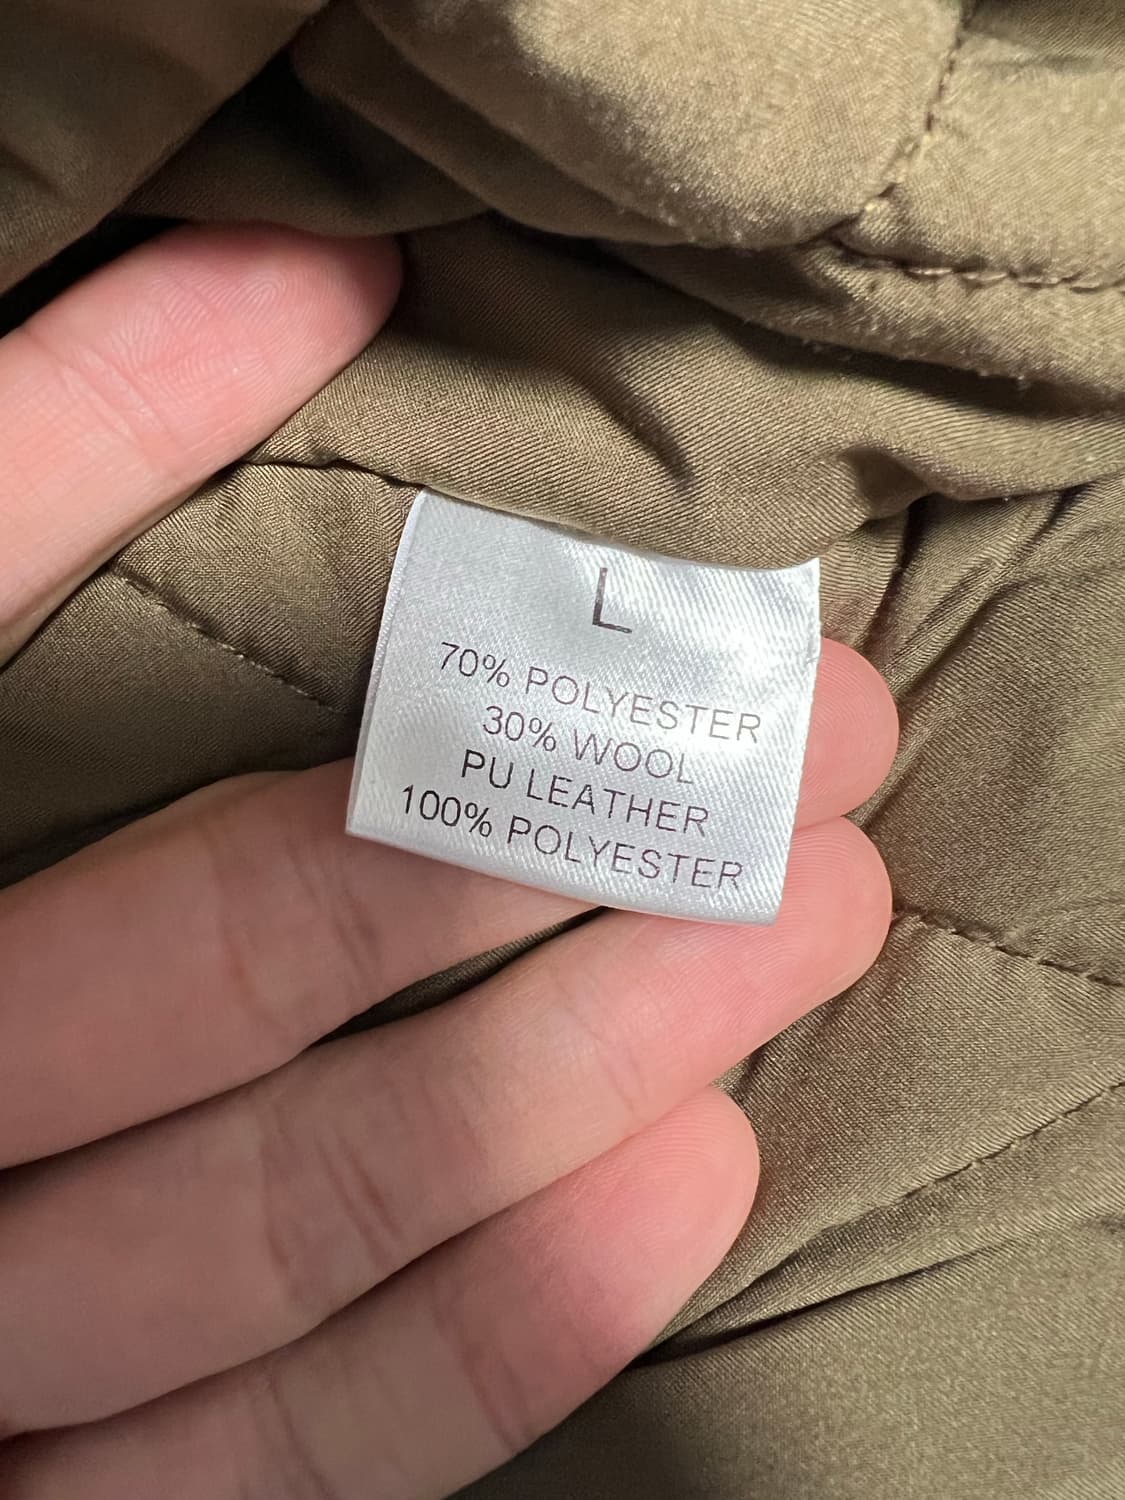 L
70% POLYESTER
30% WOOL
PU LEATHER
100% POLYESTER